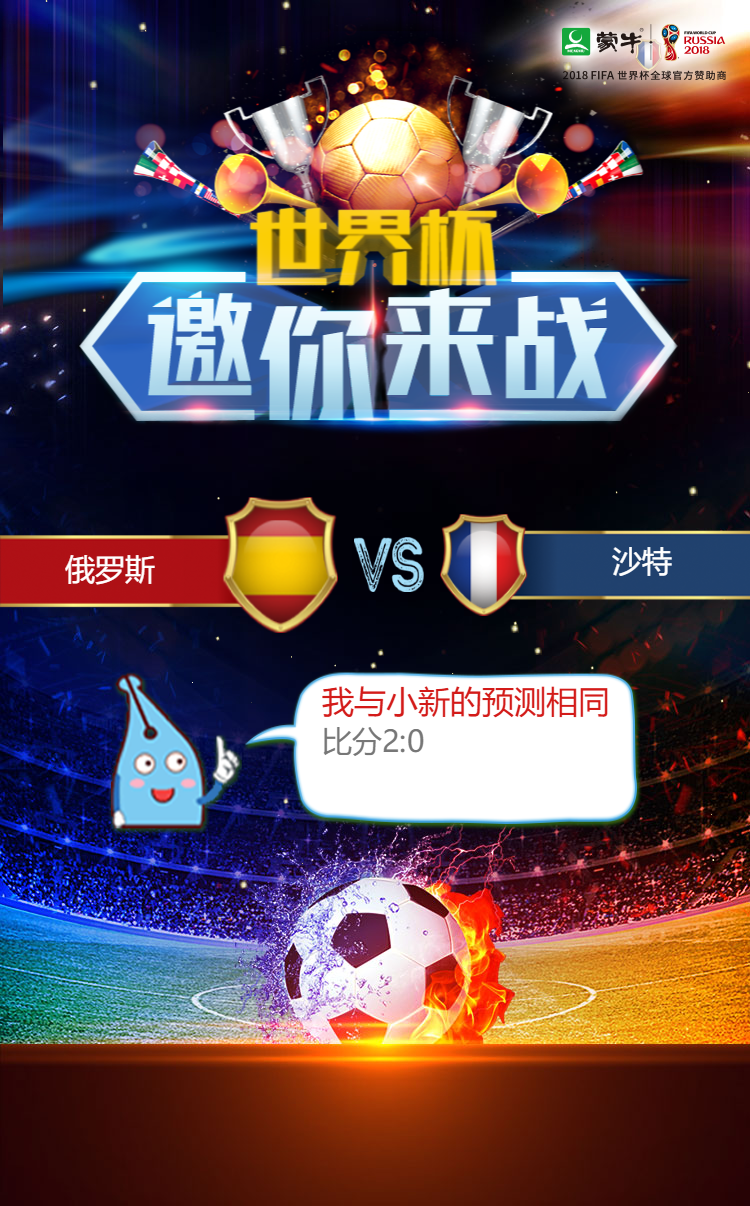 蒙牛
FIFA WORLD CUP
RUSSIA
2018
2018 FIFA 世界杯全球官方赞助商
世界杯
邀你来战
俄罗斯
VS
沙特
我与小新的预测相同
比分2:0